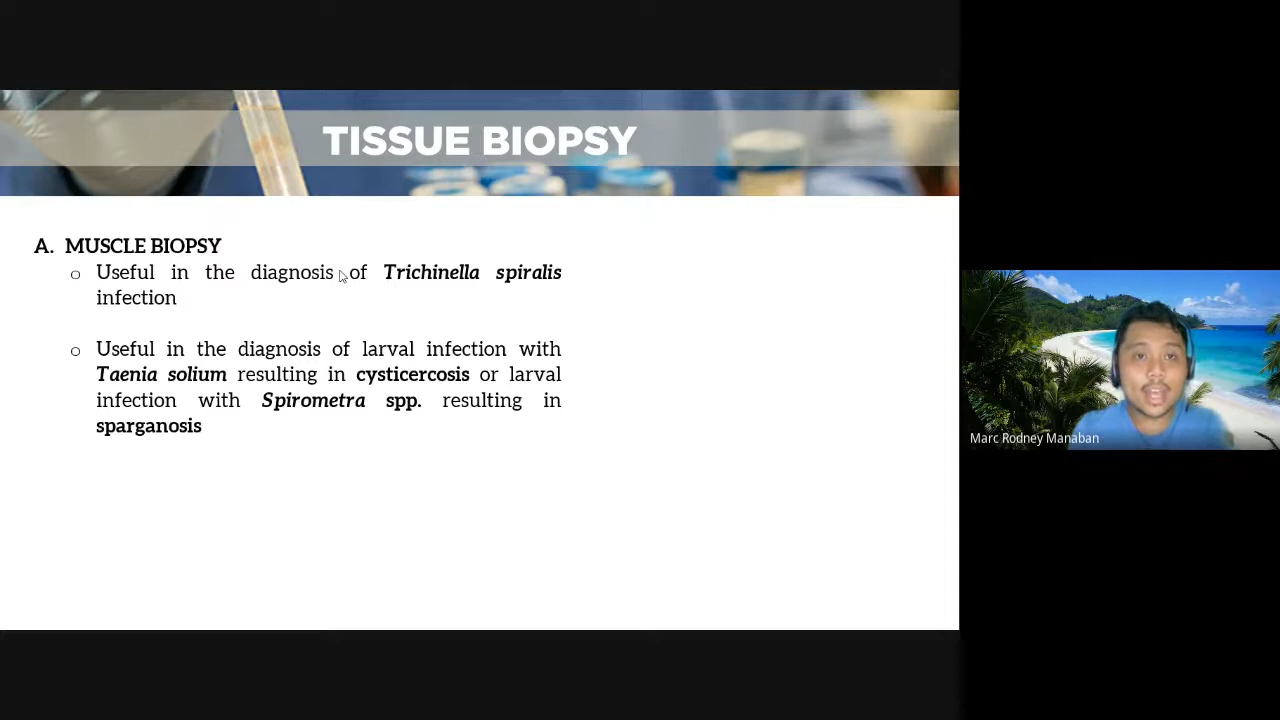 TISSUE BIOPSY
A. MUSCLE BIOPSY
○ Useful in the diagnosis of Trichinella spiralis
infection
○ Useful in the diagnosis of larval infection with
Taenia solium resulting in cysticercosis or larval
infection with Spirometra spp. resulting in
sparganosis
Marc Rodney Manaban